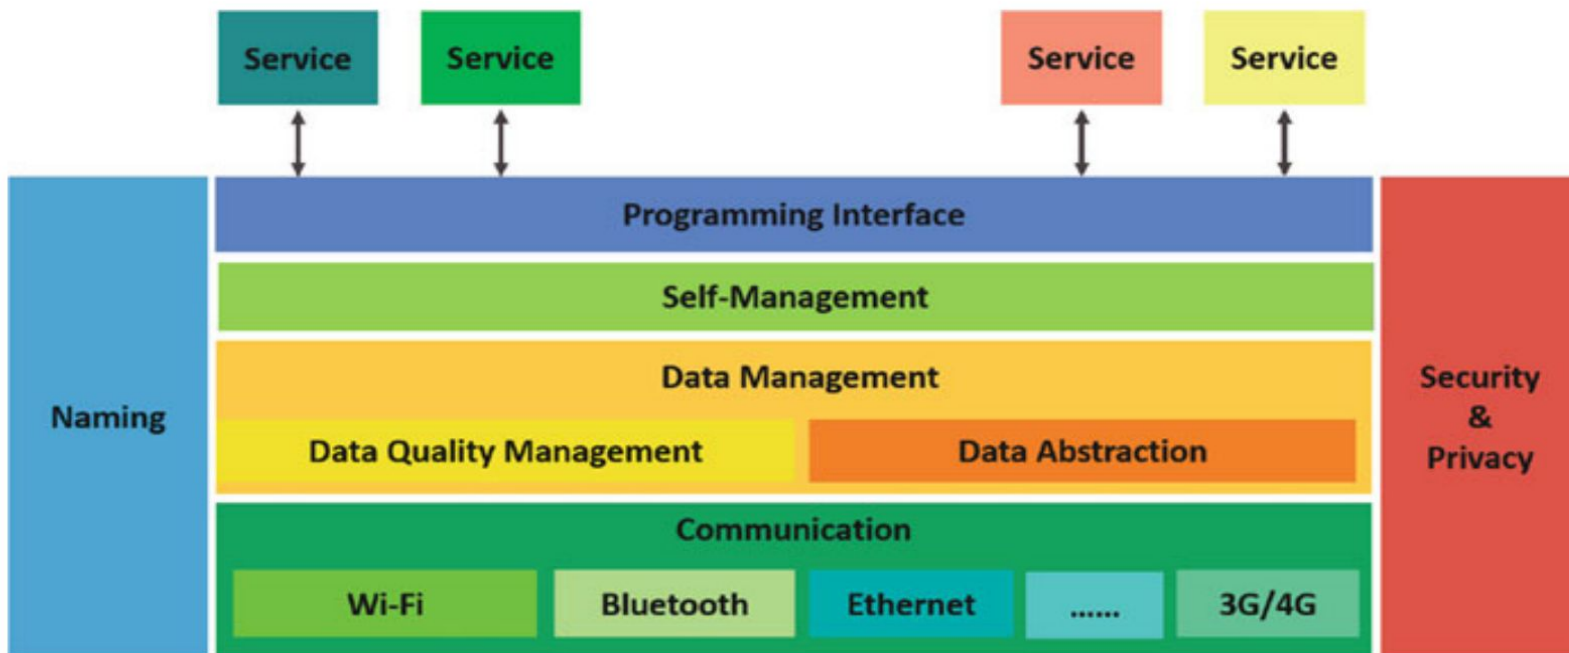 Service
Service
Service
Service
Programming Interface
Self-Management
Data Management
Data Quality Management
Data Abstraction
Communication
Wi-Fi
Bluetooth
Ethernet
......
3G/4G
Naming
Security
&
Privacy